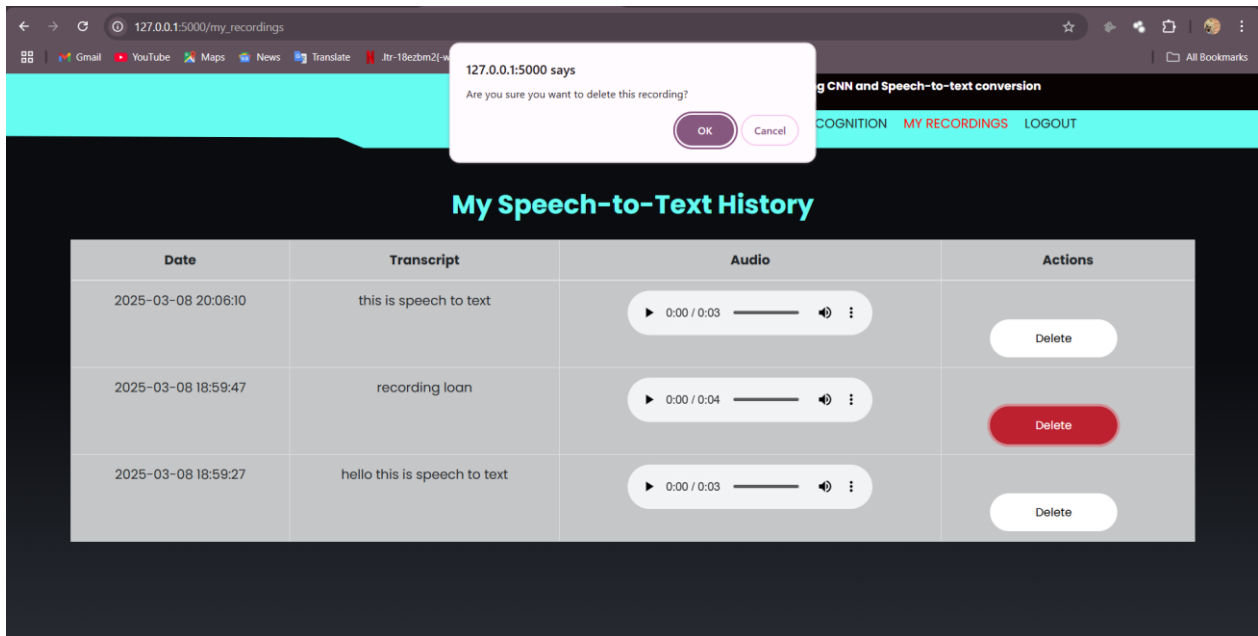 127.0.0.1:5000/my_recordings
Gmail YouTube Maps News Translate All Bookmarks
127.0.0.1:5000 says
Are you sure you want to delete this recording?
OK Cancel
CNN and Speech-to-text conversion
MY RECORDINGS LOGOUT
My Speech-to-Text History
Date Transcript Audio Actions
2025-03-08 20:06:10 this is speech to text 0:00 / 0:03 Delete
2025-03-08 18:59:47 recording loan 0:00 / 0:04 Delete
2025-03-08 18:59:27 hello this is speech to text 0:00 / 0:03 Delete